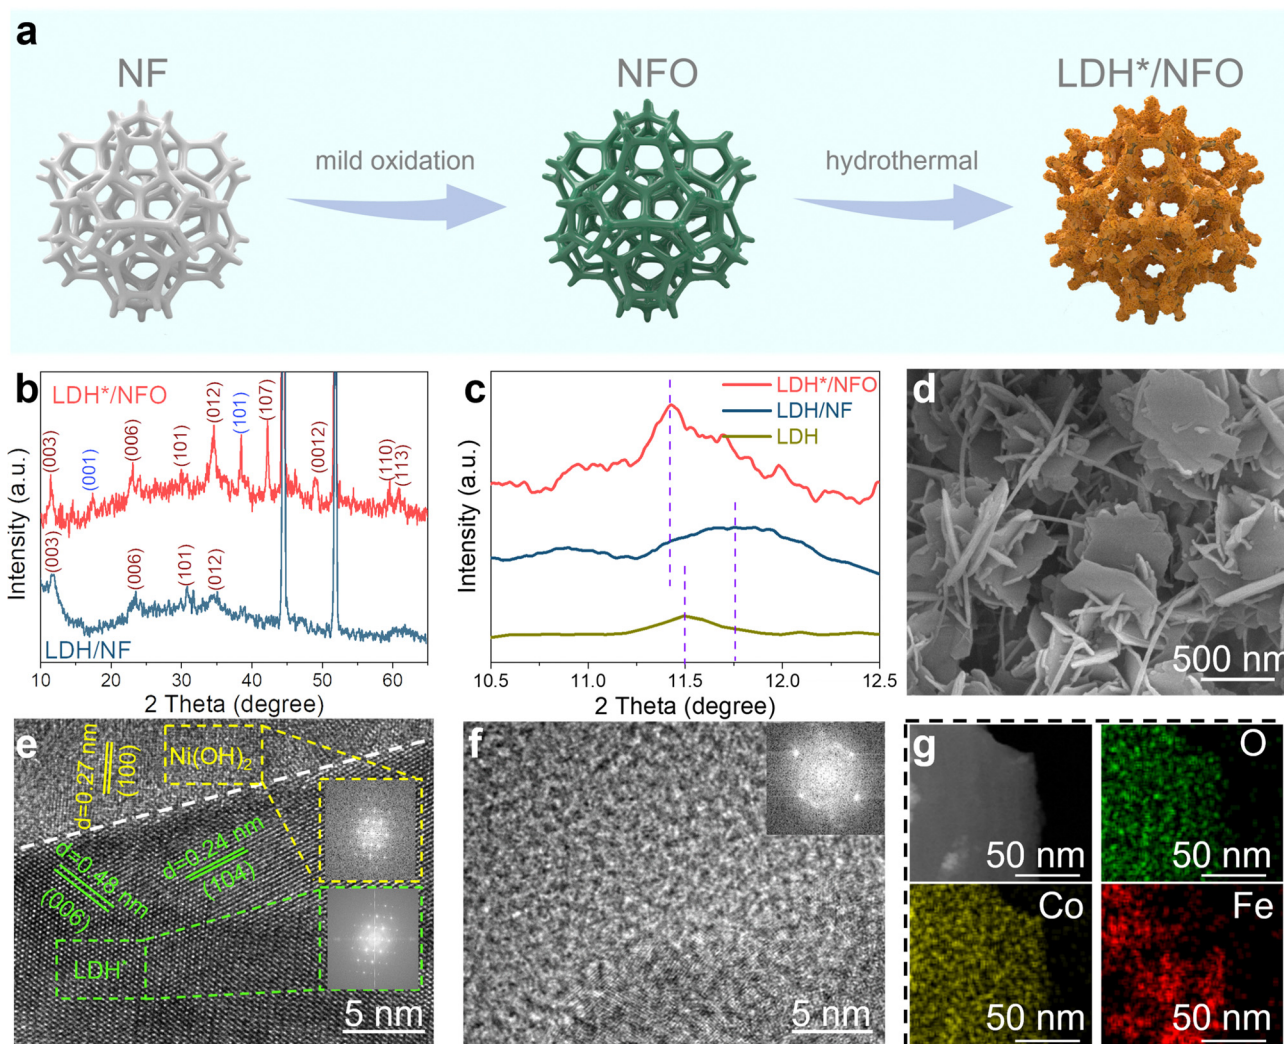 a
NF
NFO
LDH*/NFO
mild oxidation
hydrothermal
b
LDH*/NFO
(003)
(001)
(006)
(101)
(012)
(101)
(107)
(0012)
(110)
(113)
(003)
(006)
(101)
(012)
LDH/NF
Intensity (a.u.)
10 20 30 40 50 60
2 Theta (degree)
c
LDH*/NFO
LDH/NF
LDH
Intensity (a.u.)
10.5 11.0 11.5 12.0 12.5
2 Theta (degree)
d
500 nm
e
d=0.27 nm
(100)
Ni(OH)2
d=0.24 nm
(104)
d=0.48 nm
(006)
LDH*
5 nm
f
5 nm
g
50 nm
O
50 nm
Co
50 nm
Fe
50 nm